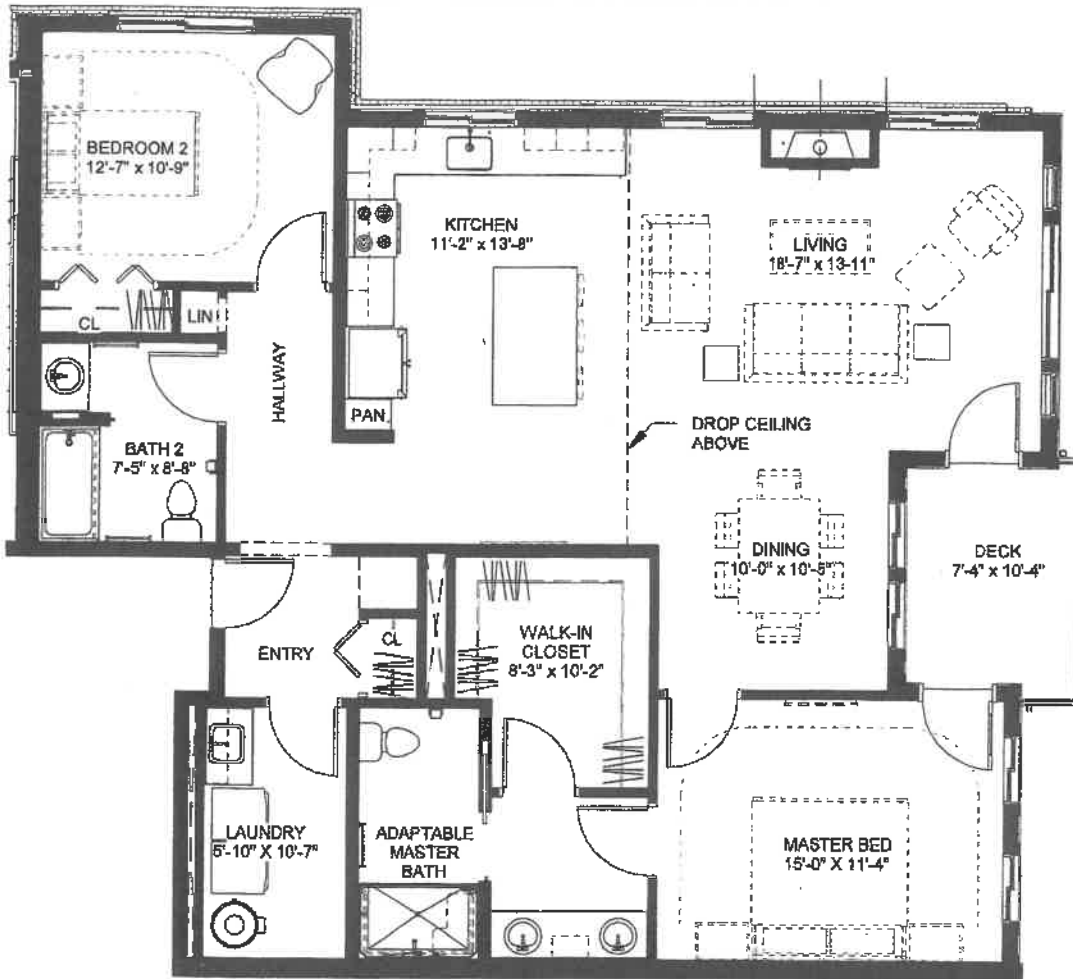 BEDROOM 2
12'-7" x 10'-9"
KITCHEN
11'-2" x 13'-8"
LIVING
18'-7" x 13-11"
CL
LIN
HALLWAY
PAN
DROP CEILING
ABOVE
BATH 2
7'-5" x 8'-8"
DINING
10'-0" x 10'-5"
DECK
7'-4" x 10'-4"
ENTRY
CL
WALK-IN
CLOSET
8'-3" x 10'-2"
LAUNDRY
5'-10" X 10'-7"
ADAPTABLE
MASTER
BATH
MASTER BED
15'-0" X 11'-4"